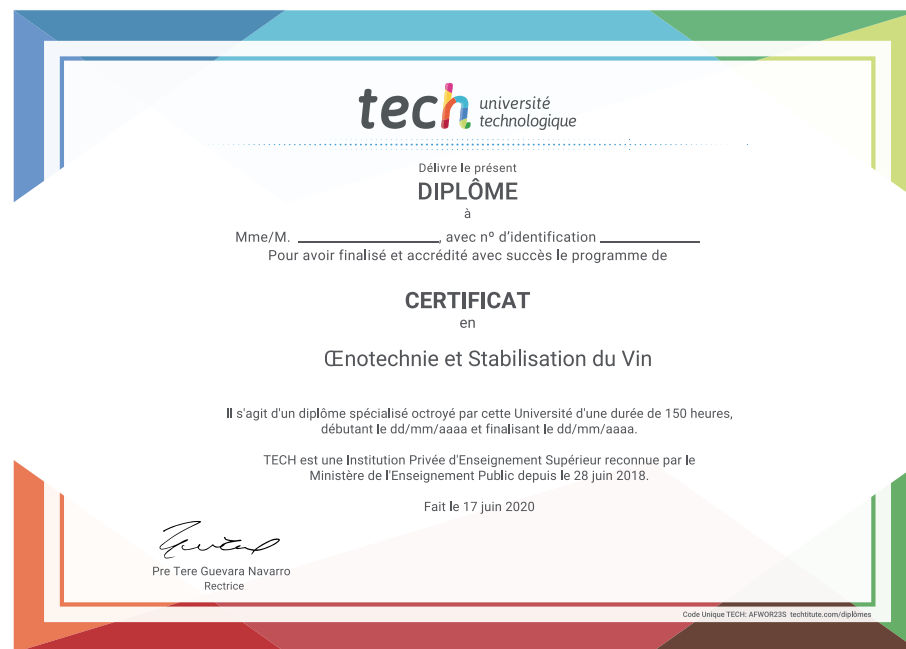 tech université
technologique
Délivre le présent
DIPLÔME
à
Mme/M. ____________________, avec nº d'identification ______________
Pour avoir finalisé et accrédité avec succès le programme de
CERTIFICAT
en
Œnotechnie et Stabilisation du Vin
Il s'agit d'un diplôme spécialisé octroyé par cette Université d'une durée de 150 heures,
débutant le dd/mm/aaaa et finalisant le dd/mm/aaaa.
TECH est une Institution Privée d'Enseignement Supérieur reconnue par le
Ministère de l'Enseignement Public depuis le 28 juin 2018.
Fait le 17 juin 2020
Pre Tere Guevara Navarro
Rectrice
Code Unique TECH: AFWOR23S techtitute.com/diplômes